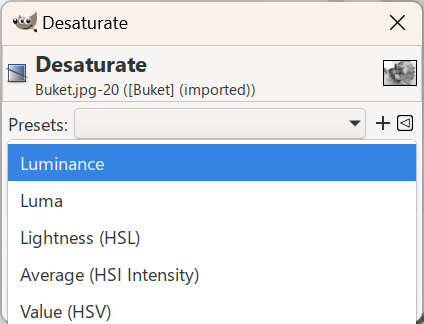 Desaturate
Desaturate
Buket.jpg-20 ([Buket] (imported))
Presets:
Luminance
Luma
Lightness (HSL)
Average (HSI Intensity)
Value (HSV)